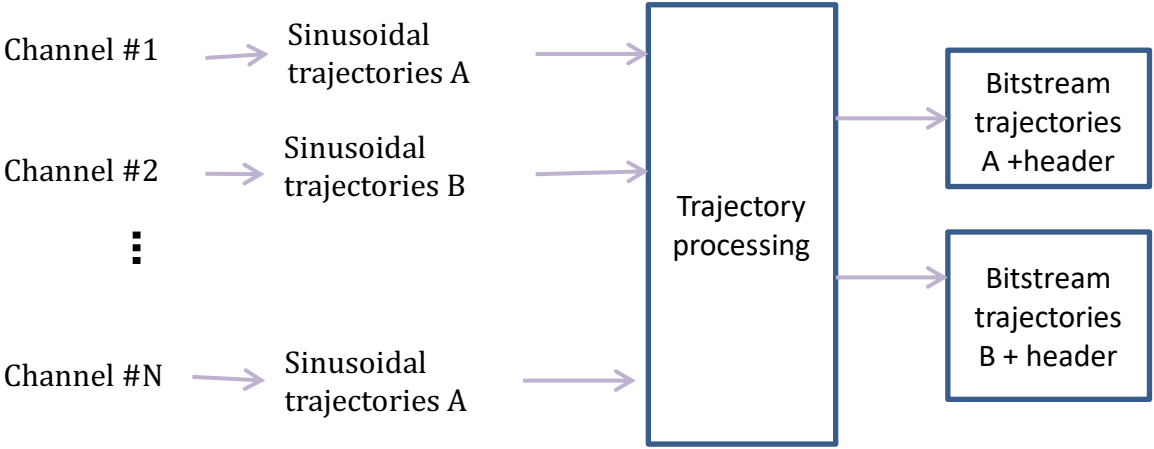 Channel #1
Sinusoidal
trajectories A
Channel #2
Sinusoidal
trajectories B
Channel #N
Sinusoidal
trajectories A
Trajectory
processing
Bitstream
trajectories
A +header
Bitstream
trajectories
B + header